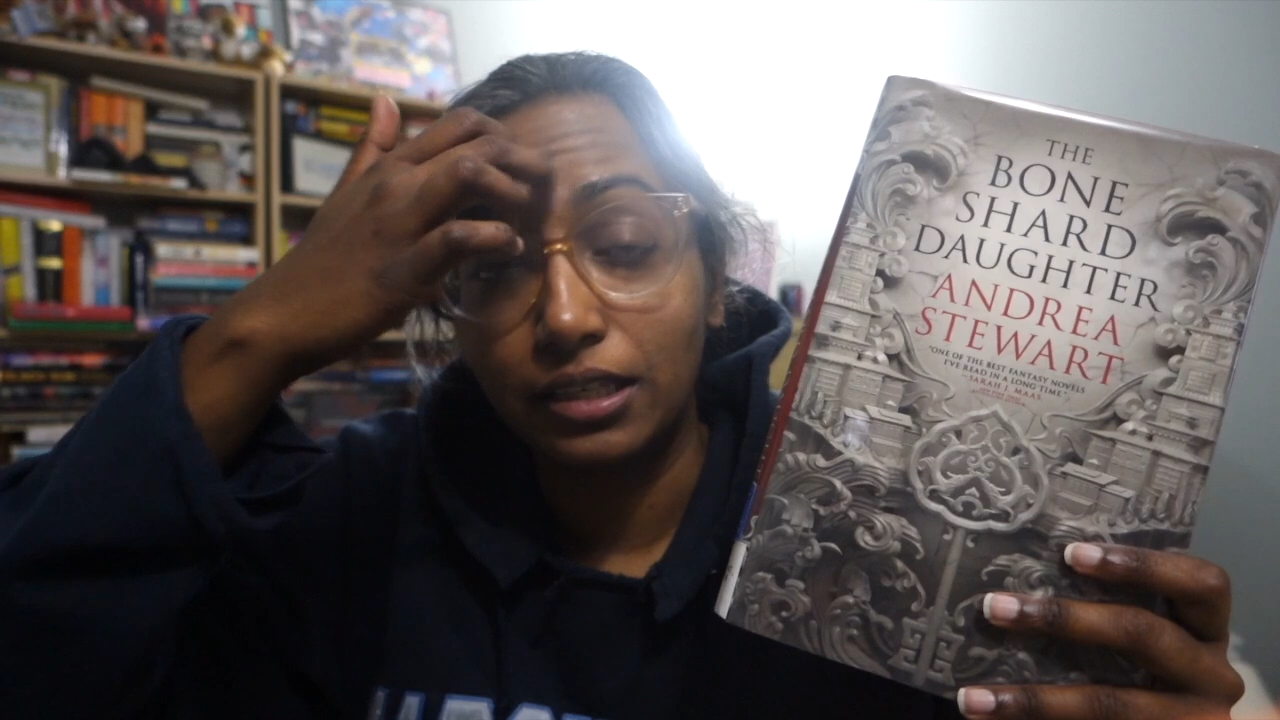 THE
BONE
SHARD
DAUGHTER
ANDREA
STEWART
"ONE OF THE BEST FANTASY NOVELS
I'VE READ IN A LONG TIME."
—SARAH J. MAAS,